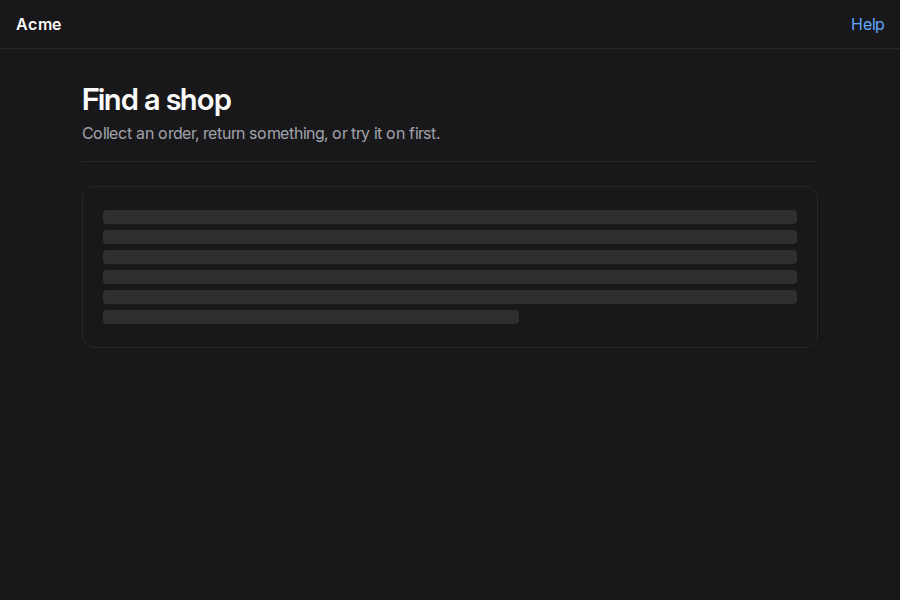 Acme
Help
Find a shop
Collect an order, return something, or try it on first.